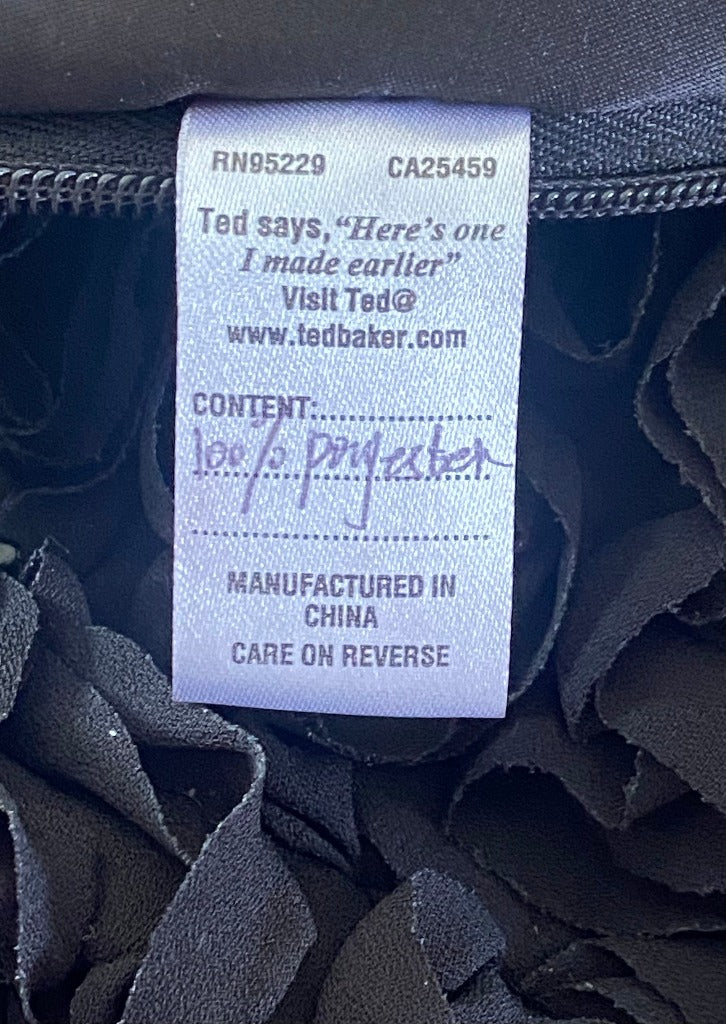 RN95229 CA25459
Ted says, "Here's one
I made earlier"
Visit Ted@
www.tedbaker.com
CONTENT:....................
100% polyester
MANUFACTURED IN
CHINA
CARE ON REVERSE